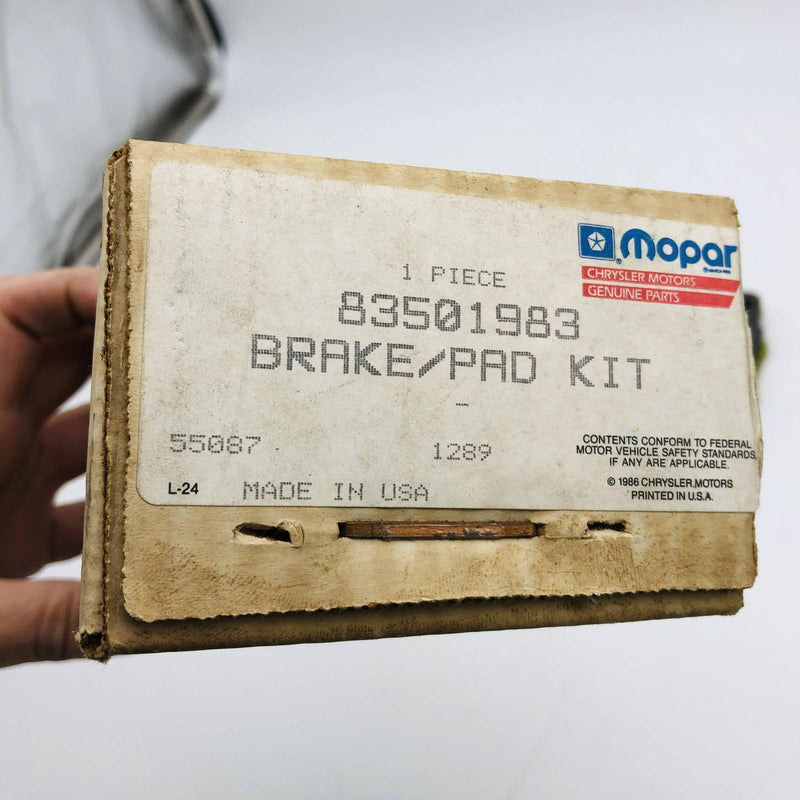 Mopar
CHRYSLER MOTORS
GENUINE PARTS
1 PIECE
83501983
BRAKE/PAD KIT
-
55087
1289
CONTENTS CONFORM TO FEDERAL
MOTOR VEHICLE SAFETY STANDARDS
IF ANY ARE APPLICABLE.
L-24
MADE IN USA
© 1986 CHRYSLER MOTORS
PRINTED IN U.S.A.